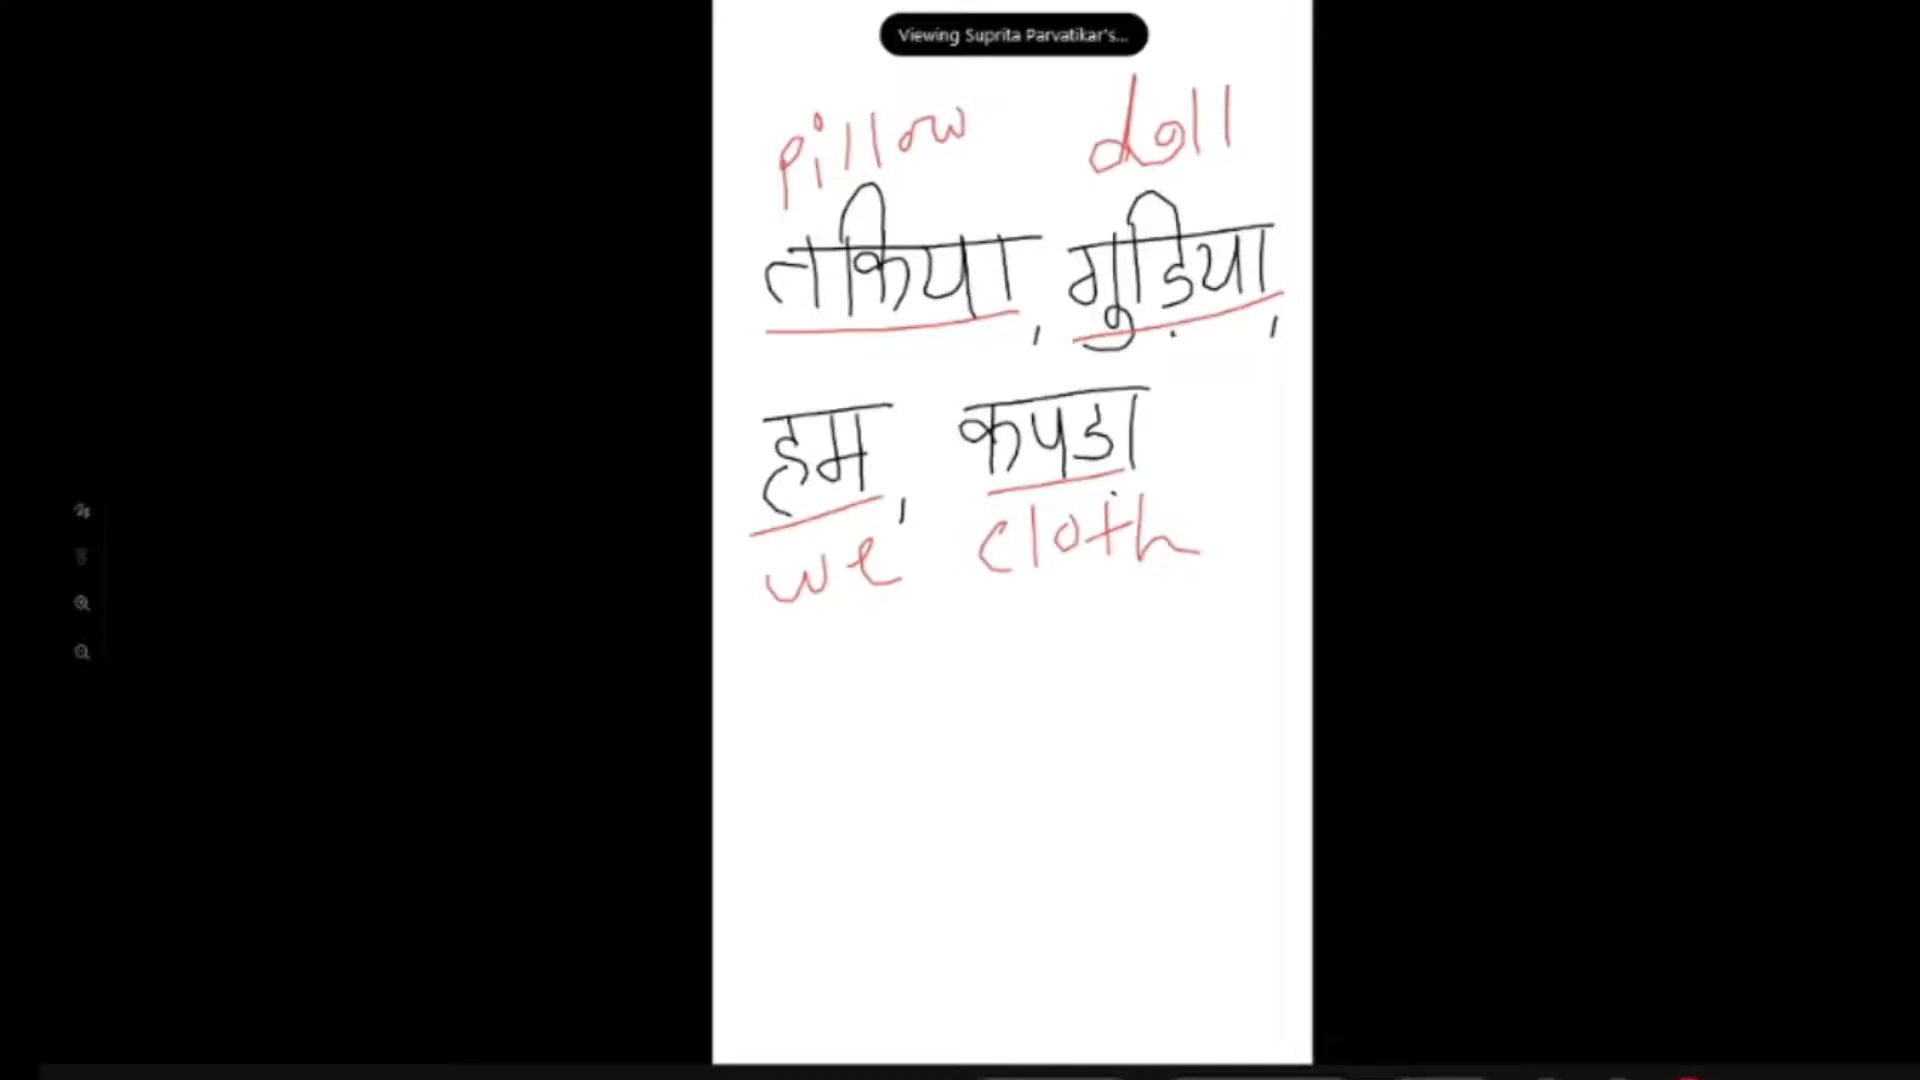 Viewing Suprita Parvatikar's...
pillow doll
तकिया, गुड़िया,
हम, कपड़ा
we cloth